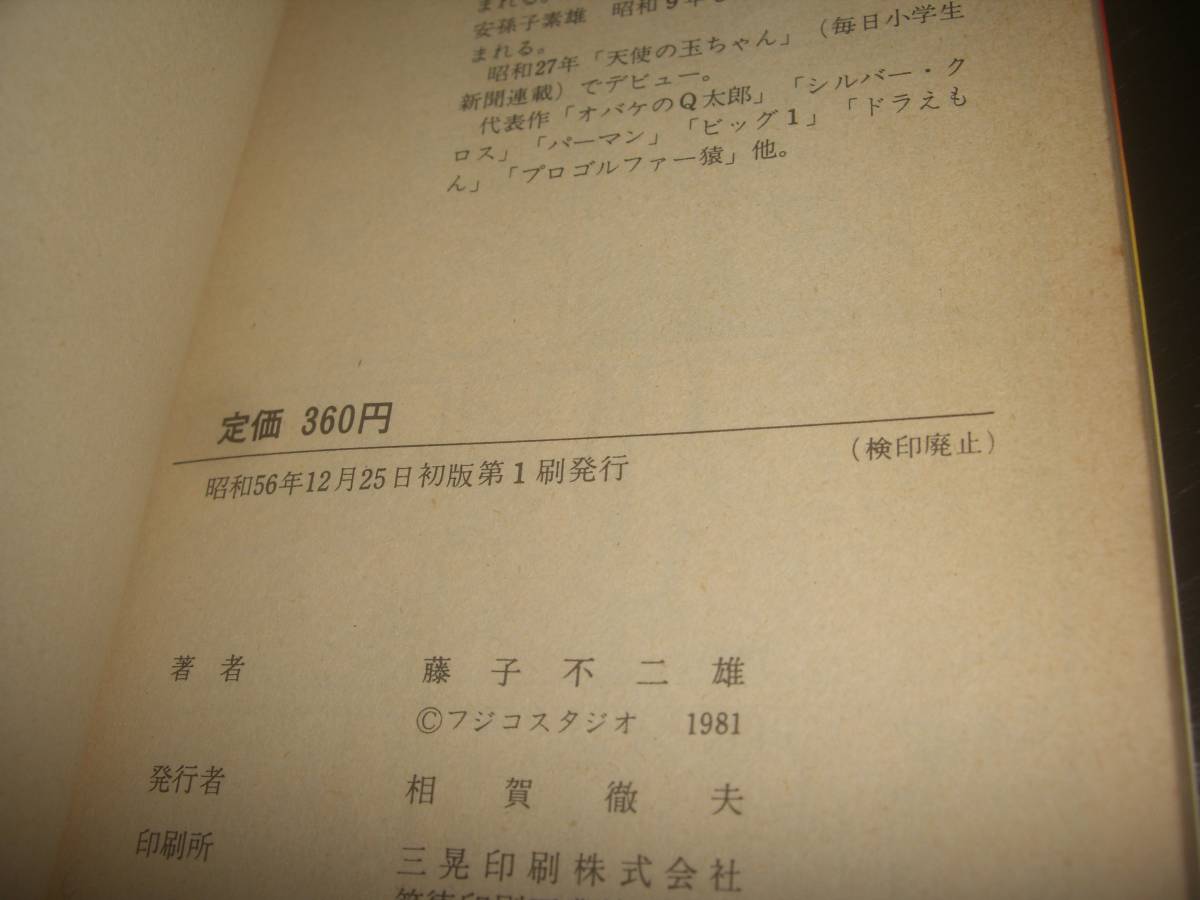 まれる。
安孫子素雄 昭和9年
まれる。
昭和27年「天使の玉ちゃん」(毎日小学生
新聞連載)でデビュー。
代表作「オバケのQ太郎」「シルバー・ク
ロス」「パーマン」「ビッグ1」「ドラえも
ん」「プロゴルファー猿」他。
定価 360円
昭和56年12月25日初版第1刷発行
(検印廃止)
著者 藤子不二雄
©フジコスタジオ 1981
発行者 相賀徹夫
印刷所 三晃印刷株式会社